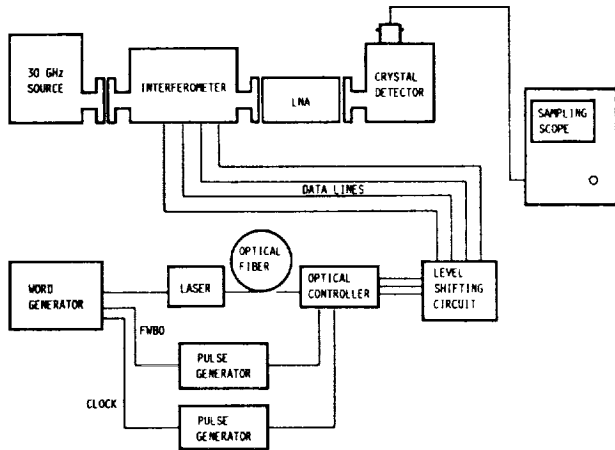 30 GHz
SOURCE
INTERFEROMETER
LNA
CRYSTAL
DETECTOR
SAMPLING
SCOPE
DATA LINES
OPTICAL
FIBER
WORD
GENERATOR
LASER
OPTICAL
CONTROLLER
LEVEL
SHIFTING
CIRCUIT
FWBO
PULSE
GENERATOR
CLOCK
PULSE
GENERATOR